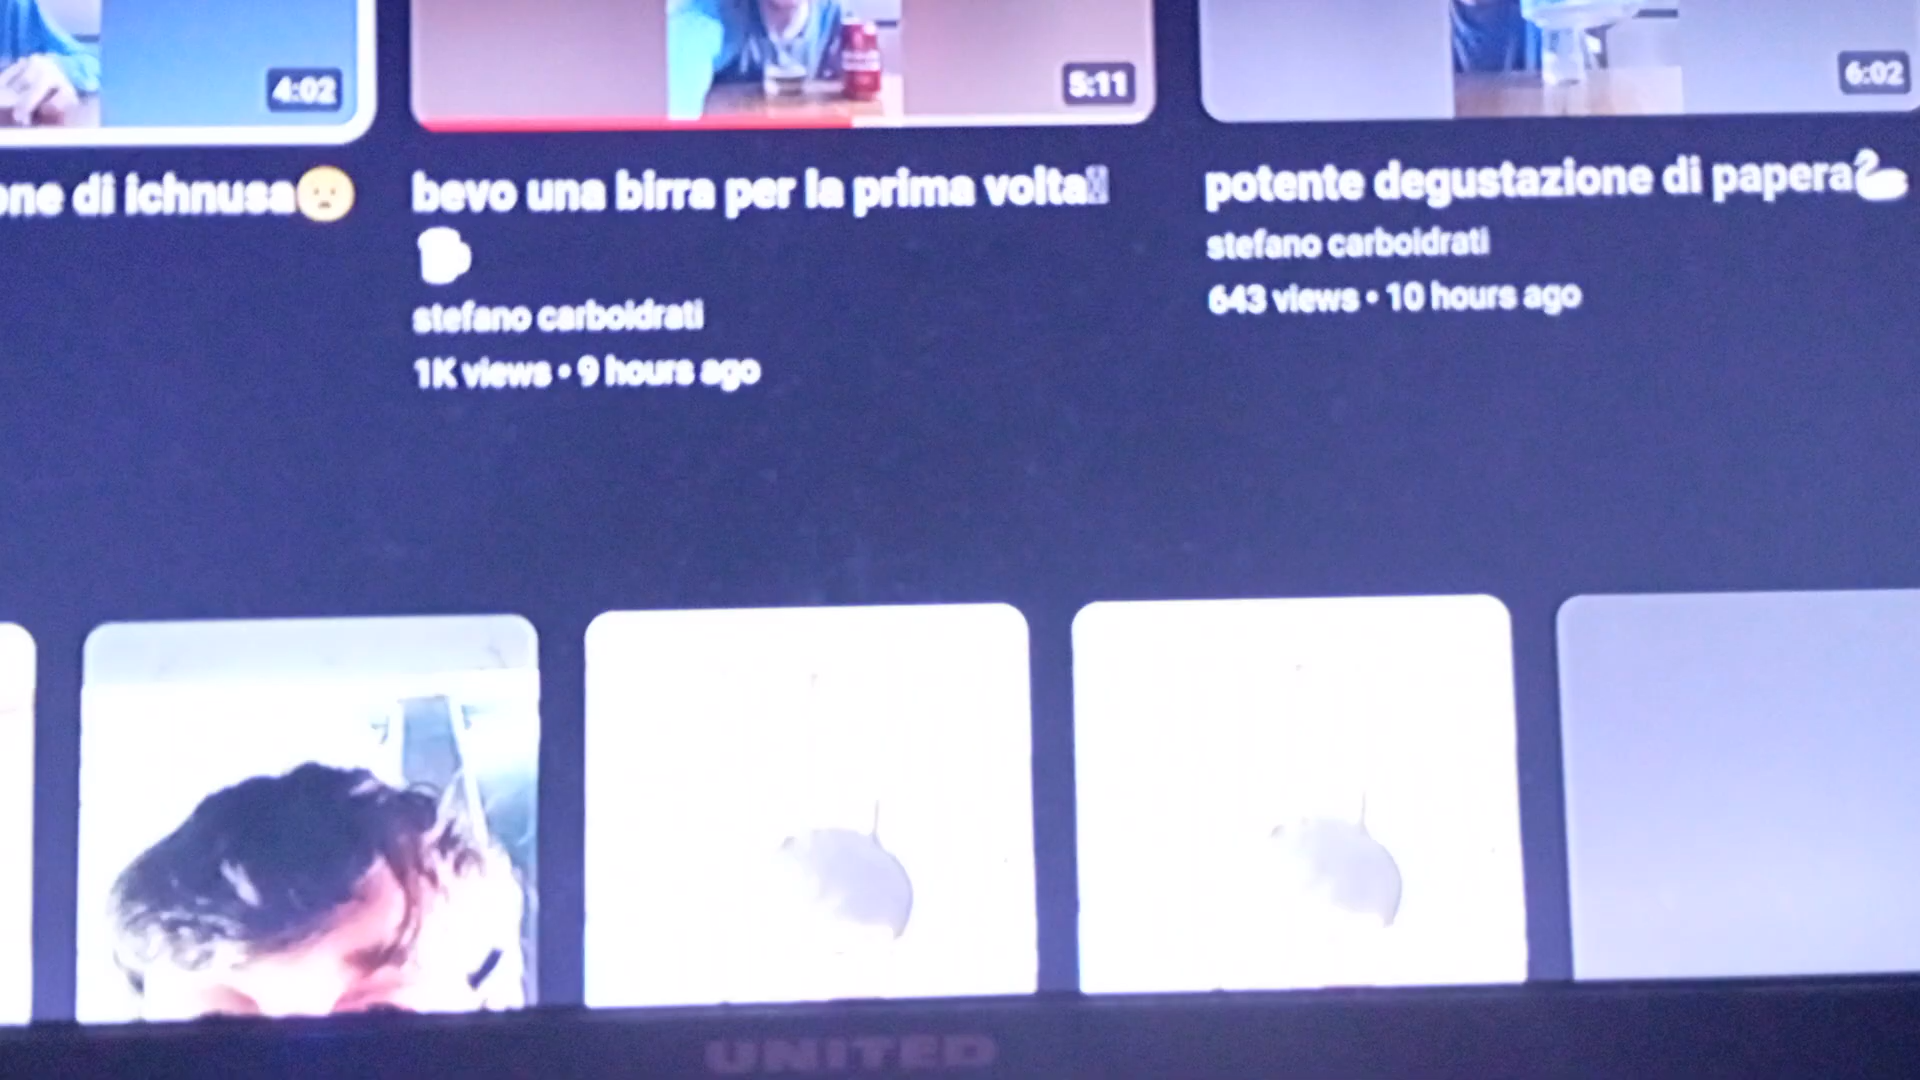 4:02
5:11
6:02
one di ichnusa😟
bevo una birra per la prima volta
🍺
stefano carboidrati
1K views • 9 hours ago
potente degustazione di papera🦢
stefano carboidrati
643 views • 10 hours ago
UNITED